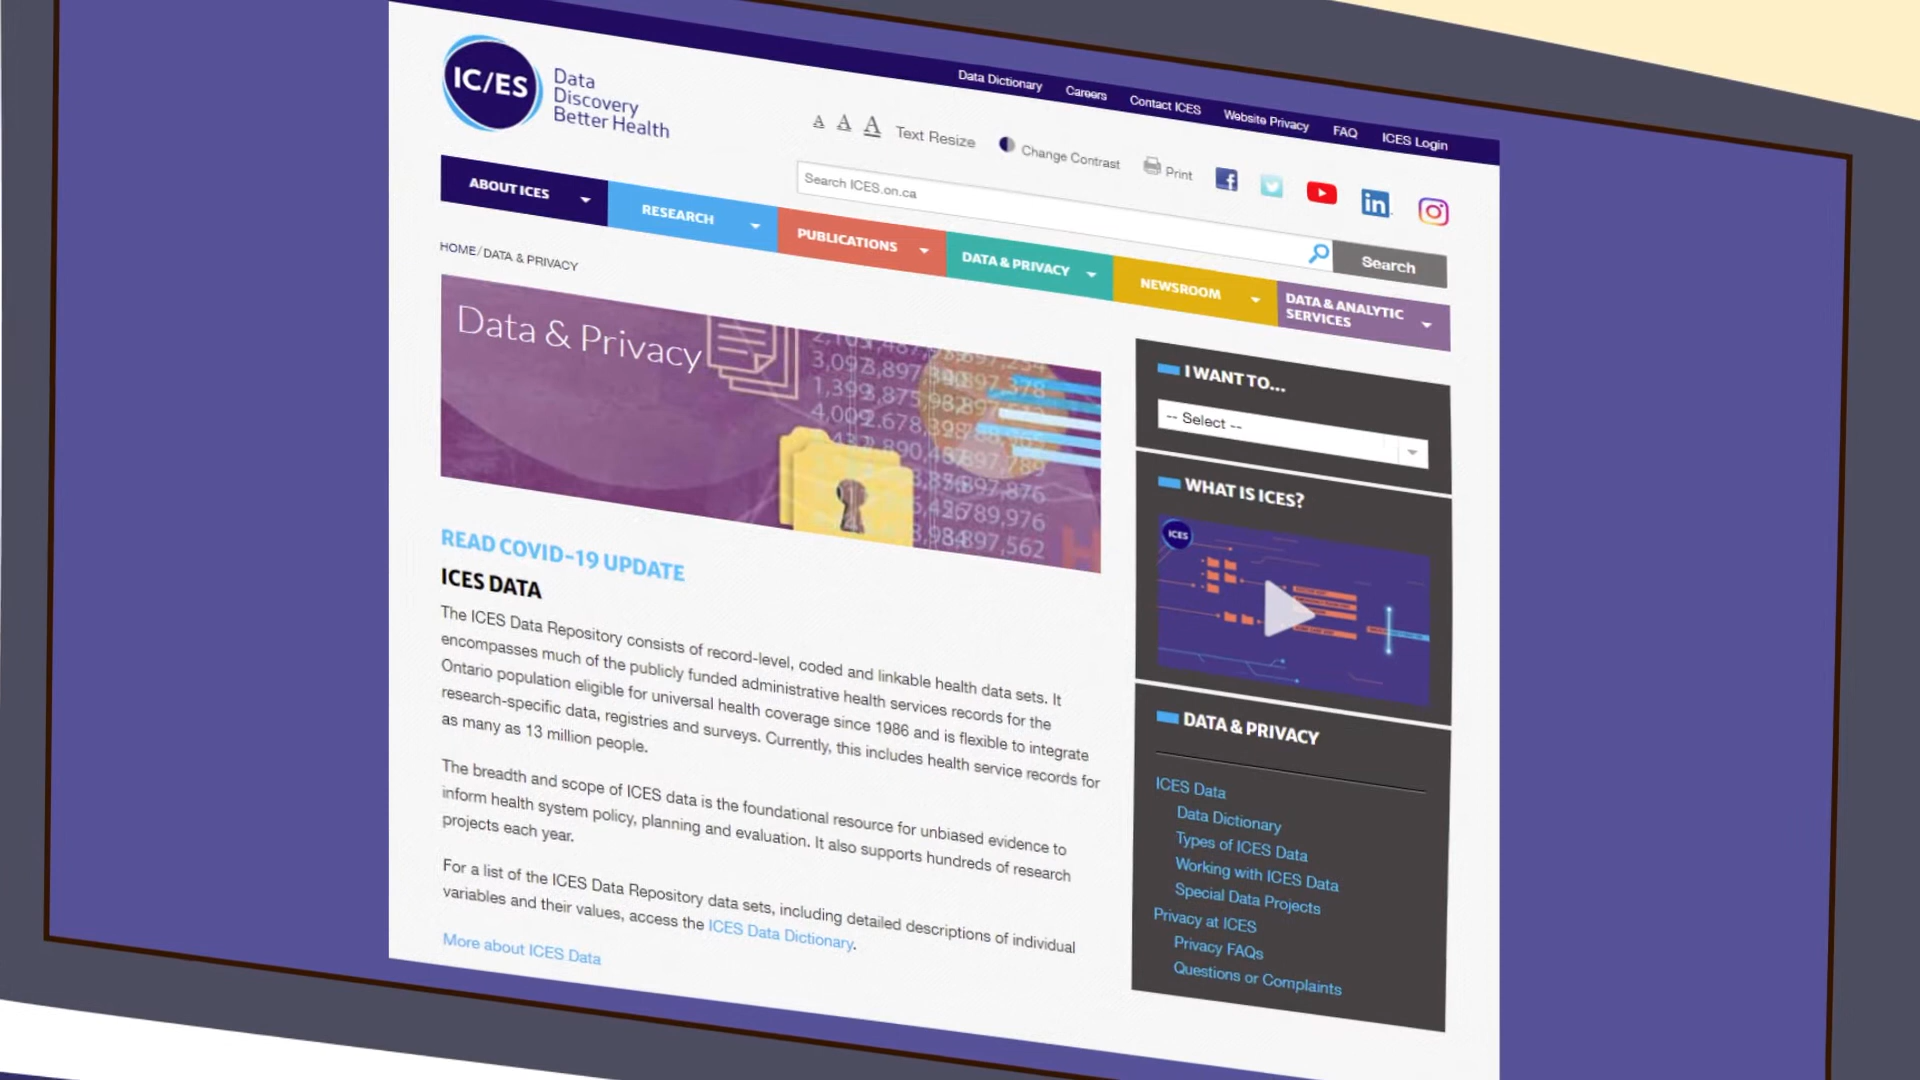 IC/ES
Data
Discovery
Better Health
Data Dictionary
Careers
Contact ICES
Website Privacy
FAQ
ICES Login
A A A Text Resize
Change Contrast
Print
Search ICES.on.ca
Search
ABOUT ICES
RESEARCH
PUBLICATIONS
DATA & PRIVACY
NEWSROOM
DATA & ANALYTIC
SERVICES
HOME/DATA & PRIVACY
Data & Privacy
READ COVID-19 UPDATE
ICES DATA
The ICES Data Repository consists of record-level, coded and linkable health data sets. It
encompasses much of the publicly funded administrative health services records for the
Ontario population eligible for universal health coverage since 1986 and is flexible to integrate
research-specific data, registries and surveys. Currently, this includes health service records for
as many as 13 million people.
The breadth and scope of ICES data is the foundational resource for unbiased evidence to
inform health system policy, planning and evaluation. It also supports hundreds of research
projects each year.
For a list of the ICES Data Repository data sets, including detailed descriptions of individual
variables and their values, access the ICES Data Dictionary.
More about ICES Data
I WANT TO...
-- Select --
WHAT IS ICES?
ICES
DATA & PRIVACY
ICES Data
Data Dictionary
Types of ICES Data
Working with ICES Data
Special Data Projects
Privacy at ICES
Privacy FAQs
Questions or Complaints